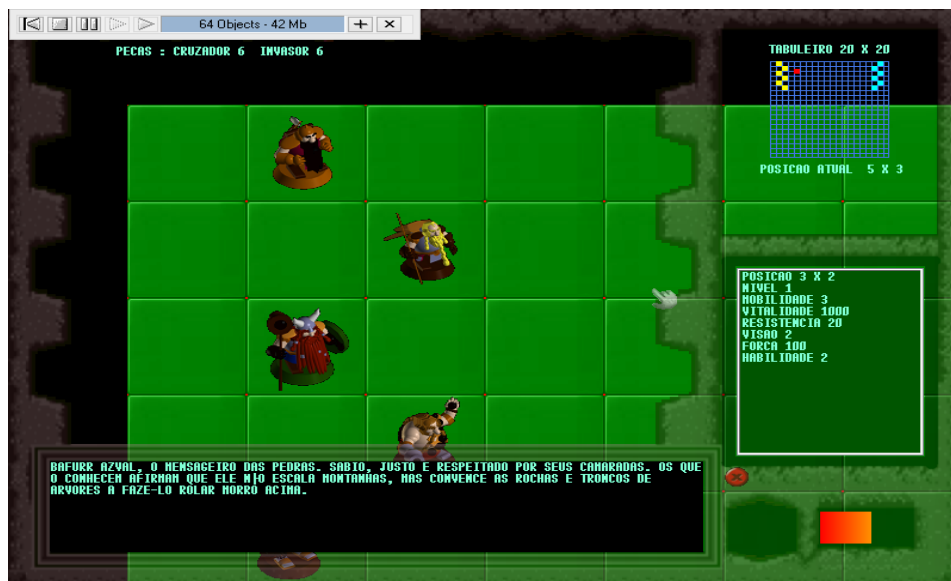 64 Objects - 42 Mb
PECAS : CRUZADOR 6 INVASOR 6
TABULEIRO 20 X 20
POSICAO ATUAL 5 X 3
POSICAO 3 X 2
NIVEL 1
MOBILIDADE 3
VITALIDADE 1000
RESISTENCIA 20
VISAO 2
FORCA 100
HABILIDADE 2
BAFURR AZVAL, O MENSAGEIRO DAS PEDRAS. SABIO, JUSTO E RESPEITADO POR SEUS CAMARADAS. OS QUE
O CONHECEM AFIRMAM QUE ELE N|O ESCALA MONTANHAS, MAS CONVENCE AS ROCHAS E TRONCOS DE
ARVORES A FAZE-LO ROLAR MORRO ACIMA.